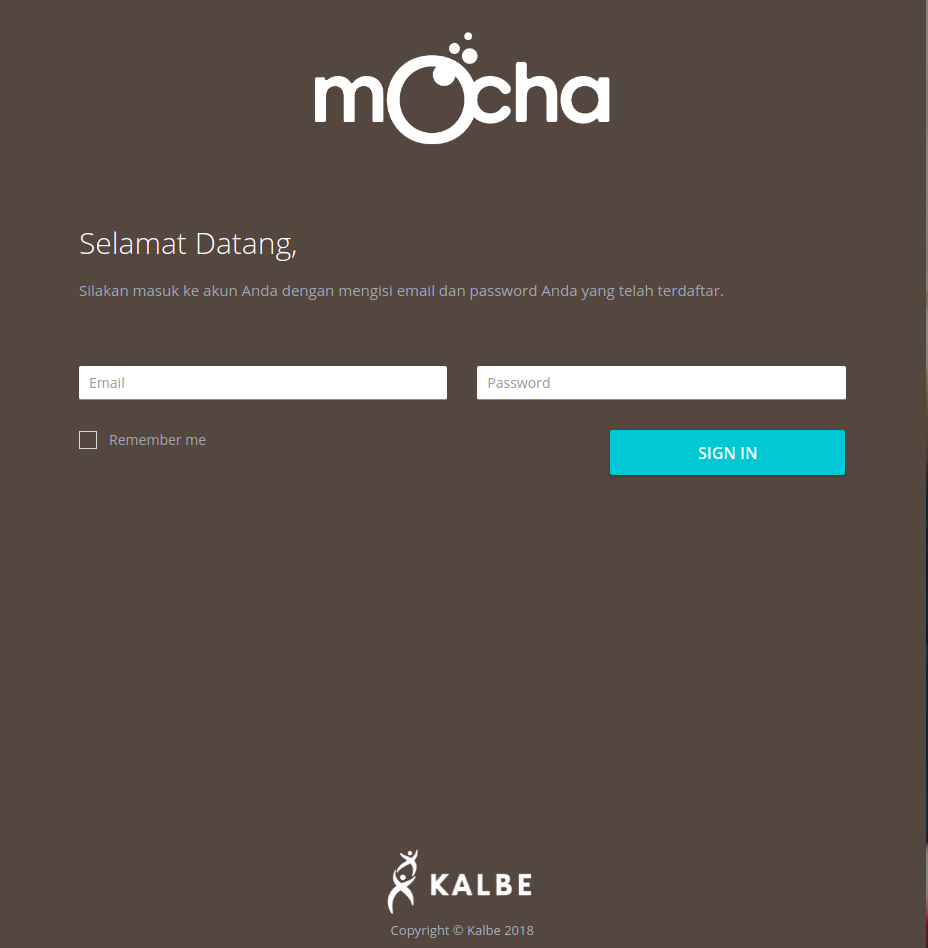 mocha
Selamat Datang,
Silakan masuk ke akun Anda dengan mengisi email dan password Anda yang telah terdaftar.
Email
Password
Remember me
SIGN IN
KALBE
Copyright © Kalbe 2018